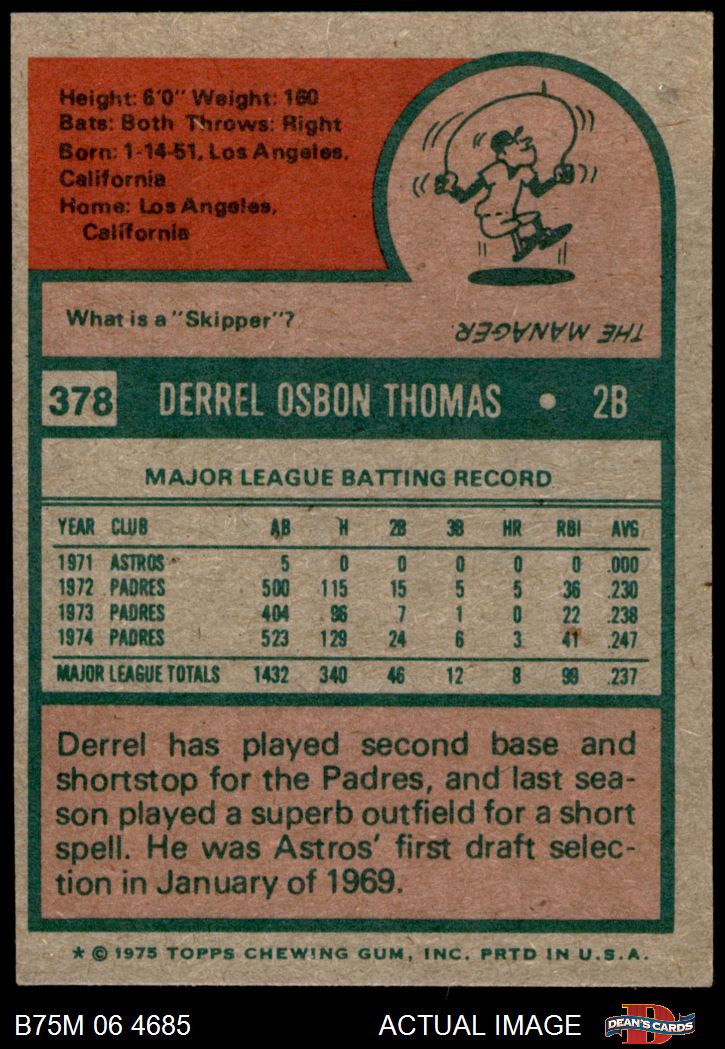 Height: 6'0" Weight: 160
Bats: Both Throws: Right
Born: 1-14-51, Los Angeles,
California
Home: Los Angeles,
California
What is a "Skipper"?
THE MANAGER.
378 DERREL OSBON THOMAS • 2B
MAJOR LEAGUE BATTING RECORD
YEAR CLUB AB H 2B 3B HR RBI AVG
1971 ASTROS 5 0 0 0 0 0 .000
1972 PADRES 500 115 15 5 5 36 .230
1973 PADRES 404 96 7 1 0 22 .238
1974 PADRES 523 129 24 6 3 41 .247
MAJOR LEAGUE TOTALS 1432 340 46 12 8 99 .237
Derrel has played second base and
shortstop for the Padres, and last sea-
son played a superb outfield for a short
spell. He was Astros' first draft selec-
tion in January of 1969.
* © 1975 TOPPS CHEWING GUM, INC. PRTD IN U.S.A.
B75M 06 4685 ACTUAL IMAGE DEAN'S CARDS